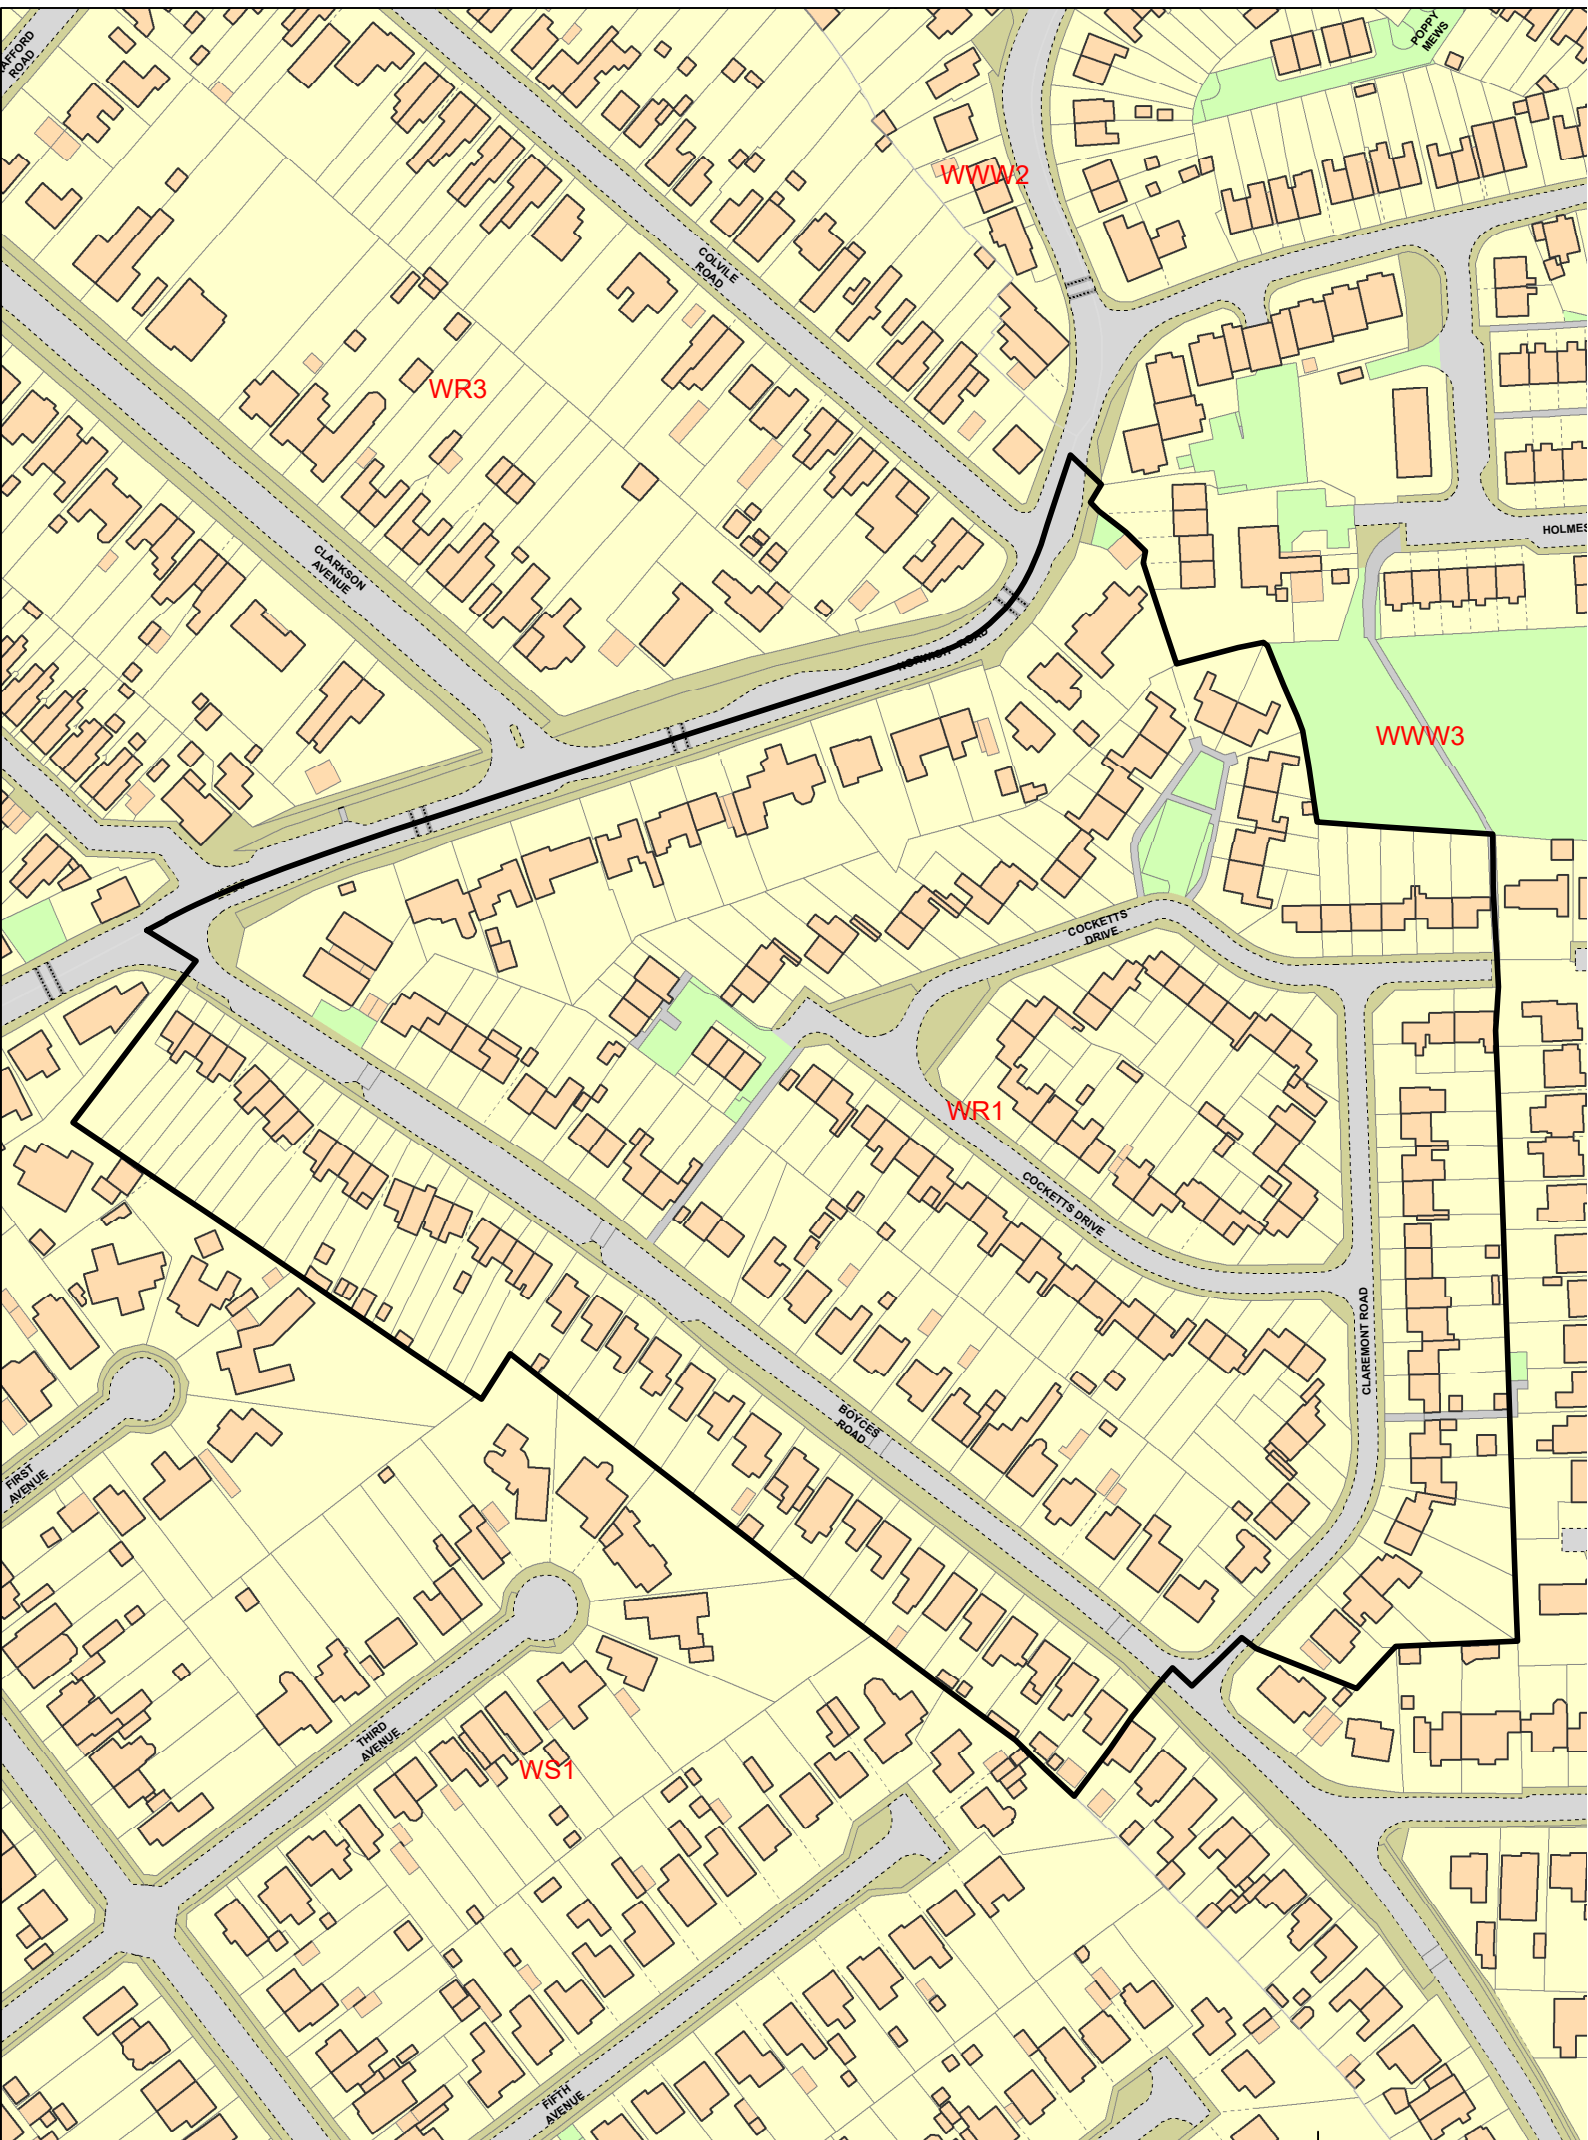 AFFORD
ROAD
POPPY
MEWS
WWW2
COLVILE
ROAD
WR3
HOLMES
CLARKSON
AVENUE
ROAD
WWW3
COCKETTS
DRIVE
WR1
COCKETTS DRIVE
CLAREMONT ROAD
BOYCES
ROAD
FIRST
AVENUE
THIRD
AVENUE
WS1
FIFTH
AVENUE